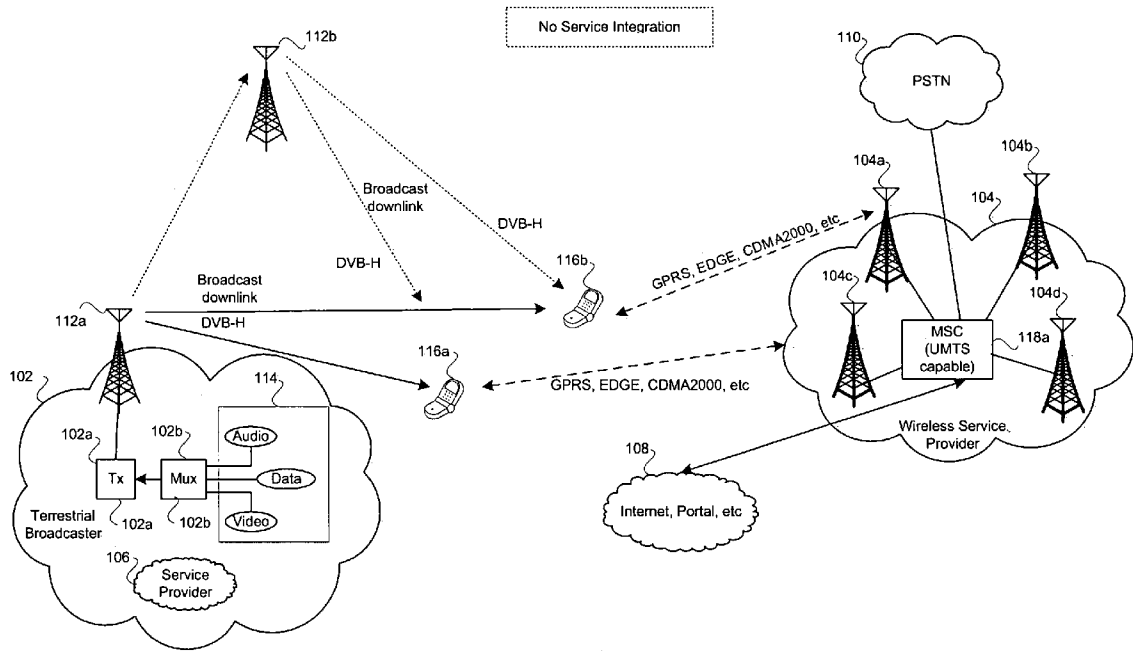 No Service Integration
112b
110
PSTN
104b
104a
104
Broadcast
downlink
DVB-H
DVB-H
116b
GPRS, EDGE, CDMA2000, etc
104c
104d
Broadcast
downlink
DVB-H
112a
MSC
(UMTS
capable)
118a
116a
GPRS, EDGE, CDMA2000, etc
102
114
Wireless Service
Provider
102a
102b
Audio
108
Tx
Mux
Data
Internet, Portal, etc
Terrestrial
Broadcaster
102a
102b
Video
106
Service
Provider